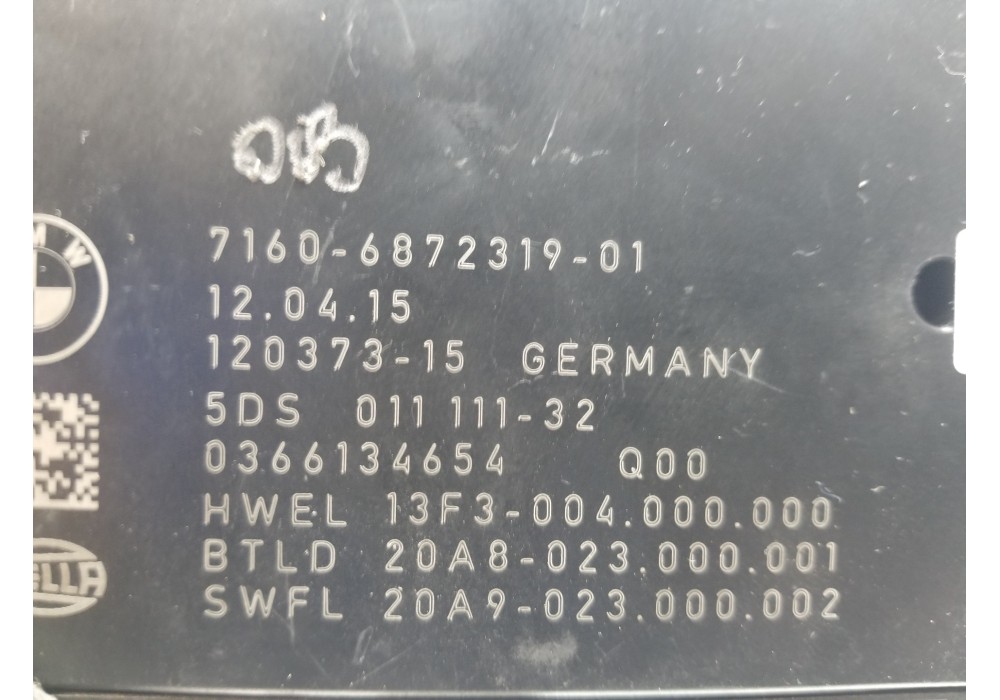 7160-6872319-01
12.04.15
120373-15 GERMANY
5DS 011 111-32
0366134654 Q00
HWEL 13F3-004.000.000
BTLD 20A8-023.000.001
SWFL 20A9-023.000.002